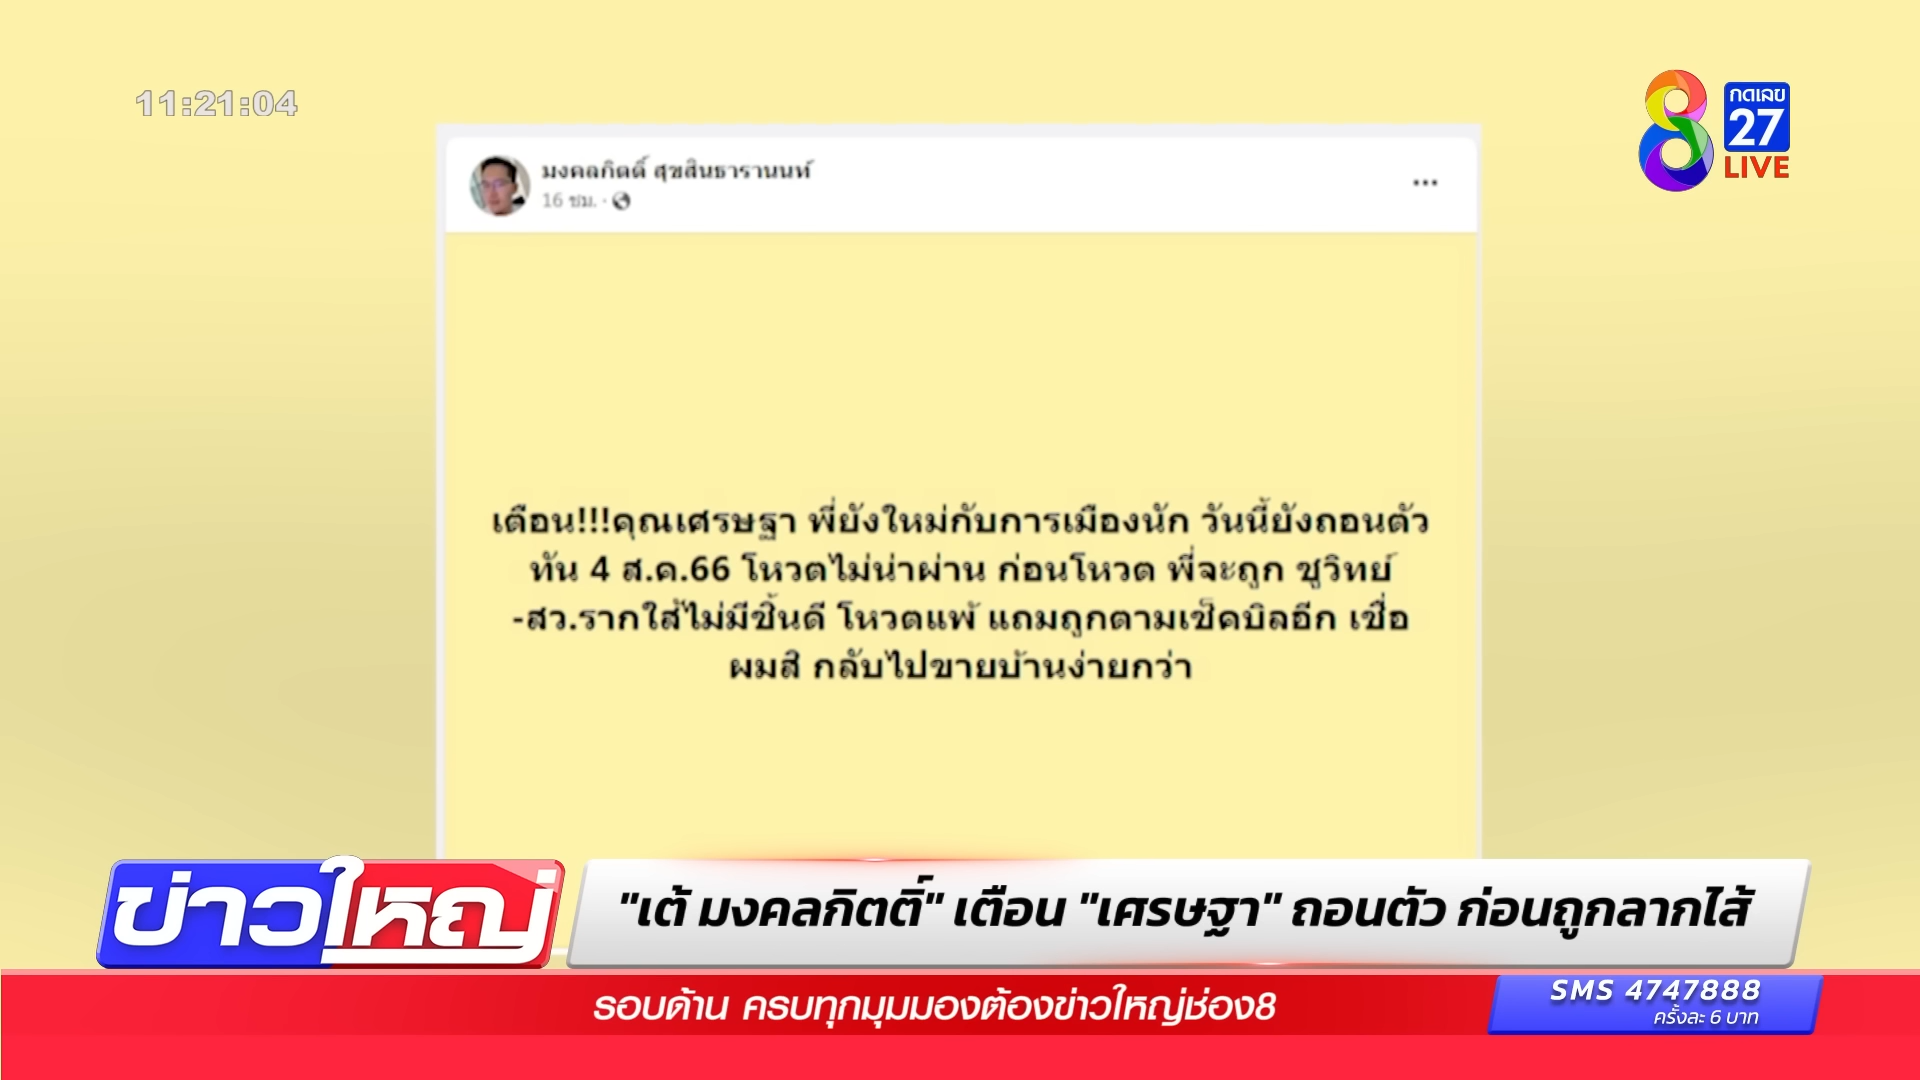 11:21:04
8
กดเลข
27
LIVE
มงคลกิตติ์ สุขสินธารานนท์
16 ชม. ·
เตือน!!!คุณเศรษฐา พี่ยังใหม่กับการเมืองนัก วันนี้ยังถอนตัว
ทัน 4 ส.ค.66 โหวตไม่น่าผ่าน ก่อนโหวต พี่จะถูก ชูวิทย์
-สว.รากใส้ไม่มีชิ้นดี โหวตแพ้ แถมถูกตามเช็คบิลอีก เชื่อ
ผมสิ กลับไปขายบ้านง่ายกว่า
ข่าวใหญ่
"เต้ มงคลกิตติ์" เตือน "เศรษฐา" ถอนตัว ก่อนถูกลากไส้
รอบด้าน ครบทุกมุมมองต้องข่าวใหญ่ช่อง8
SMS 4747888
ครั้งละ 6 บาท